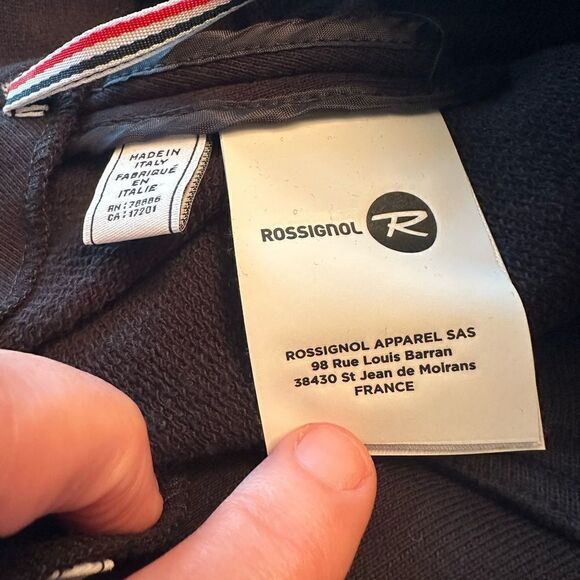 MADE IN
ITALY
FABRIQUÉ
EN
ITALIE
RN:78885
CA:17201
ROSSIGNOL R
ROSSIGNOL APPAREL SAS
98 Rue Louis Barran
38430 St Jean de Moirans
FRANCE